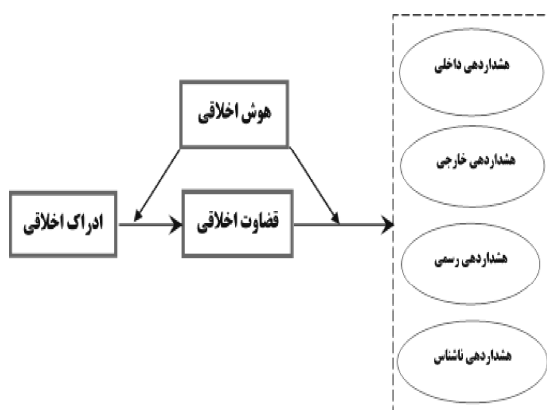 هشداردهی داخلی
هوش اخلاقی
هشداردهی خارجی
ادراک اخلاقی
قضاوت اخلاقی
هشداردهی رسمی
هشداردهی ناشناس